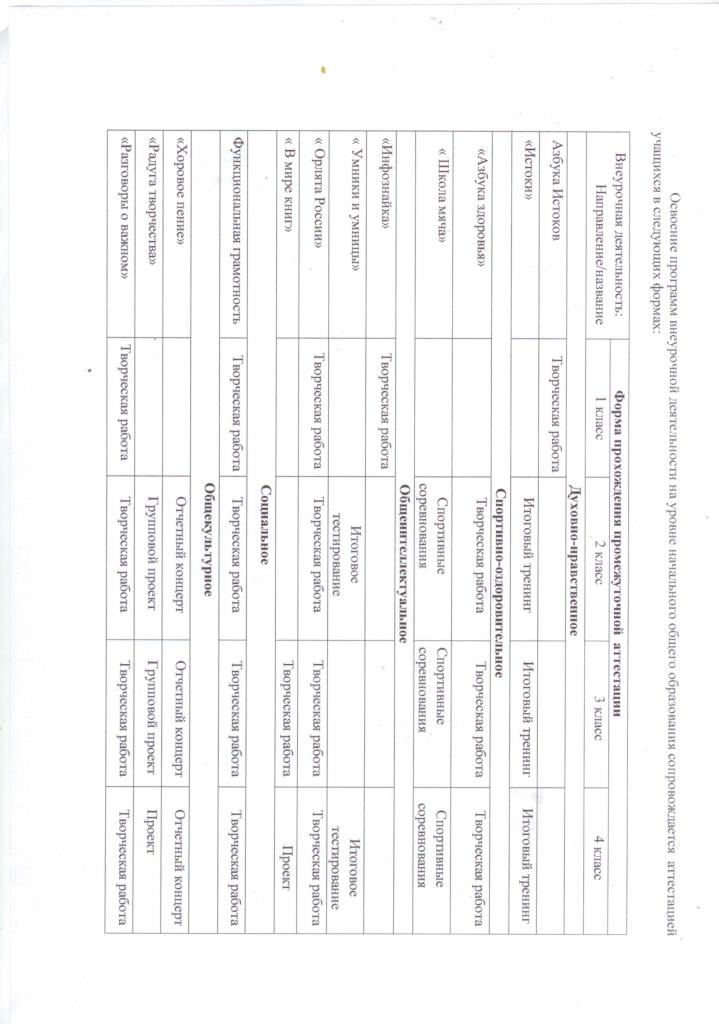 Освоение программ внеурочной деятельности на уровне начального общего образования сопровождается аттестацией
учащихся в следующих формах:
Внеурочная деятельность: Форма прохождения промежуточной аттестации
Направление/название 1 класс 2 класс 3 класс 4 класс
Духовно-нравственное
Азбука Истоков Творческая работа
«Истоки» Итоговый тренинг Итоговый тренинг Итоговый тренинг
Спортивно-оздоровительное
«Азбука здоровья» Творческая работа Творческая работа Творческая работа
« Школа мяча» Спортивные Спортивные Спортивные
соревнования соревнования соревнования
Общеинтеллектуальное
«Инфознайка» Творческая работа
« Умники и умницы» Итоговое Итоговое
тестирование тестирование
« Орлята России» Творческая работа Творческая работа Творческая работа Творческая работа
« В мире книг» Творческая работа Проект
Социальное
Функциональная грамотность Творческая работа Творческая работа Творческая работа Творческая работа
Общекультурное
«Хоровое пение» Отчетный концерт Отчетный концерт Отчетный концерт
«Радуга творчества» Групповой проект Групповой проект Проект
«Разговоры о важном» Творческая работа Творческая работа Творческая работа Творческая работа